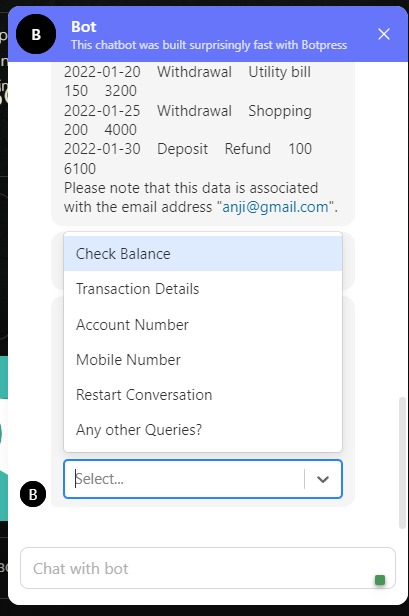 B
Bot
This chatbot was built surprisingly fast with Botpress
2022-01-20 Withdrawal Utility bill
150 3200
2022-01-25 Withdrawal Shopping
200 4000
2022-01-30 Deposit Refund 100
6100
Please note that this data is associated
with the email address "anji@gmail.com".
Check Balance
Transaction Details
Account Number
Mobile Number
Restart Conversation
Any other Queries?
Select...
B
Chat with bot